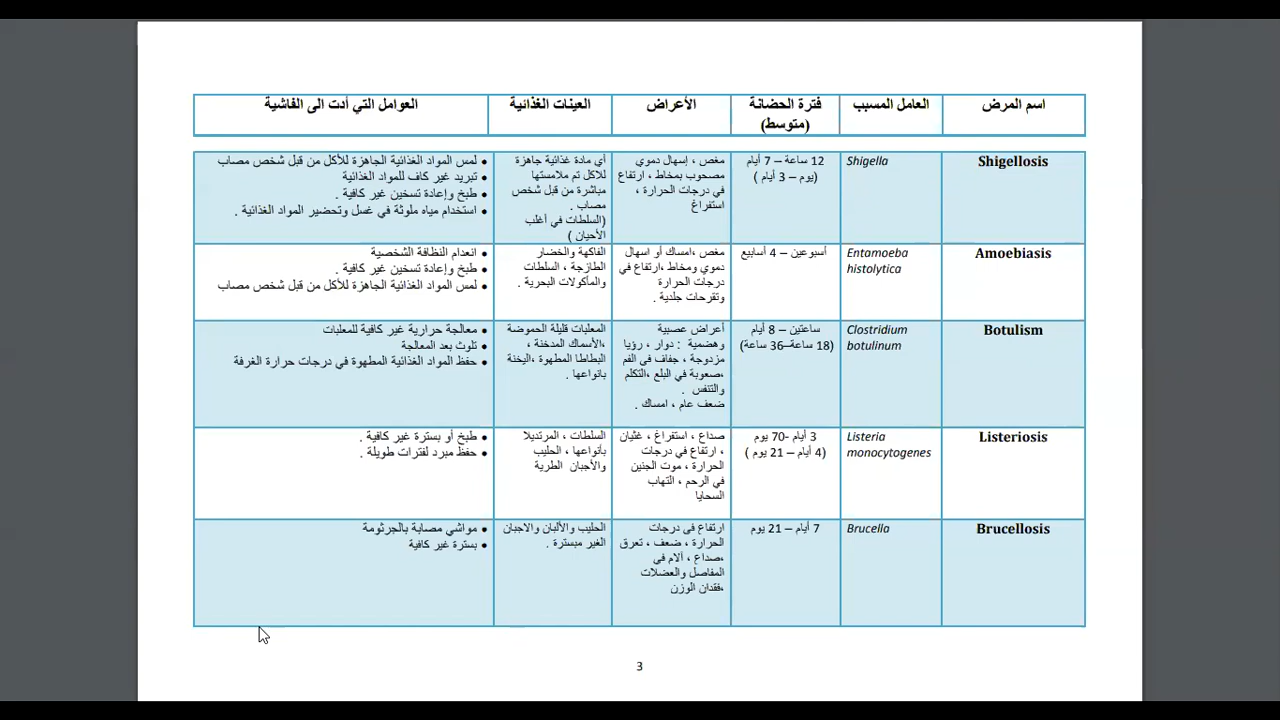 اسم المرض
العامل المسبب
فترة الحضانة
(متوسط)
الأعراض
العينات الغذائية
العوامل التي أدت الى الفاشية
Shigellosis
Shigella
12 ساعة – 7 أيام
(يوم – 3 أيام )
مغص ، إسهال دموي
مصحوب بمخاط ، ارتفاع
في درجات الحرارة ،
استفراغ
أي مادة غذائية جاهزة
للاكل تم ملامستها
مباشرة من قبل شخص
مصاب .
(السلطات في أغلب
الأحيان )
• لمس المواد الغذائية الجاهزة للأكل من قبل شخص مصاب
• تبريد غير كاف للمواد الغذائية
• طبخ وإعادة تسخين غير كافية .
• استخدام مياه ملوثة في غسل وتحضير المواد الغذائية .
Amoebiasis
Entamoeba
histolytica
أسبوعين – 4 أسابيع
مغص ،امساك أو اسهال
دموي ومخاط ،ارتفاع في
درجات الحرارة
وتقرحات جلدية .
الفاكهة والخضار
الطازجة ، السلطات
والمأكولات البحرية .
• انعدام النظافة الشخصية
• طبخ وإعادة تسخين غير كافية .
• لمس المواد الغذائية الجاهزة للأكل من قبل شخص مصاب
Botulism
Clostridium
botulinum
ساعتين – 8 أيام
(18 ساعة–36 ساعة)
أعراض عصبية
وهضمية : دوار ، رؤيا
مزدوجة ، جفاف في الفم
،صعوبة في البلع ،التكلم
والتنفس .
ضعف عام ، امساك .
المعلبات قليلة الحموضة
،الأسماك المدخنة ،
البطاطا المطهوة ،اليخنة
بانواعها .
• معالجة حرارية غير كافية للمعلبات
• تلوث بعد المعالجة
• حفظ المواد الغذائية المطهوة في درجات حرارة الغرفة
Listeriosis
Listeria
monocytogenes
3 أيام -70 يوم
(4 أيام – 21 يوم )
صداع ، استفراغ ، غثيان
، ارتفاع في درجات
الحرارة ، موت الجنين
في الرحم ، التهاب
السحايا
السلطات ، المرتديلا
بأنواعها ، الحليب
والأجبان الطرية
• طبخ أو بسترة غير كافية .
• حفظ مبرد لفترات طويلة .
Brucellosis
Brucella
7 أيام – 21 يوم
ارتفاع في درجات
الحرارة ، ضعف ، تعرق
،صداع ، ألام في
المفاصل والعضلات
،فقدان الوزن
الحليب والألبان والاجبان
الغير مبسترة .
• مواشي مصابة بالجرثومة
• بسترة غير كافية
3